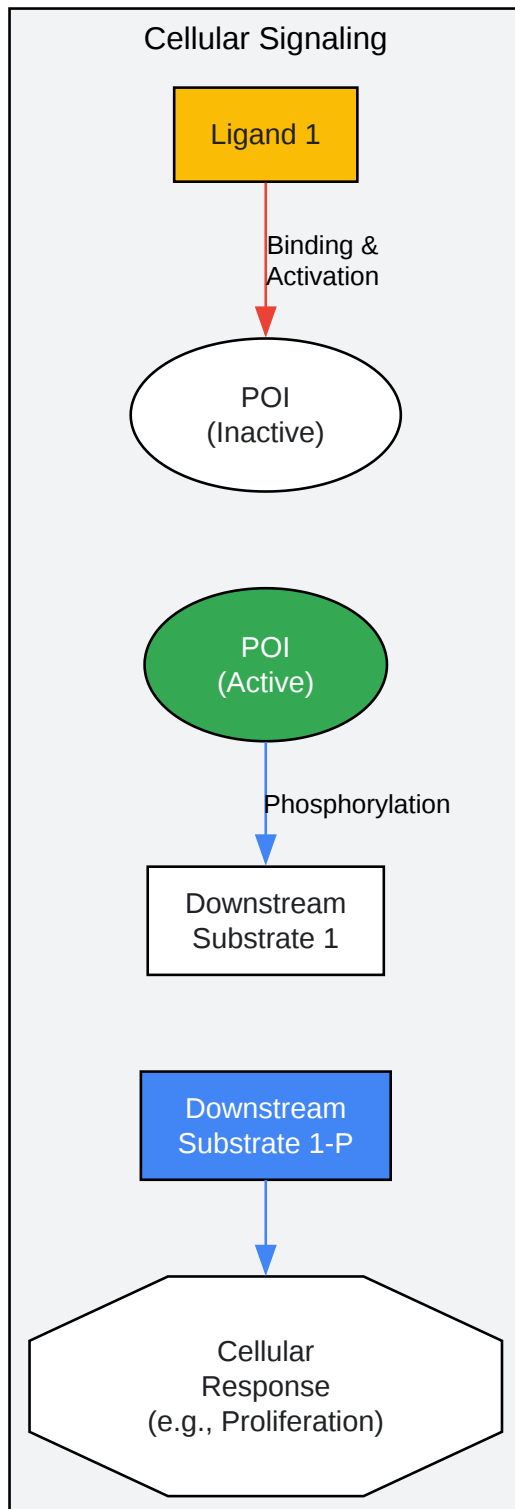 Cellular Signaling
Ligand 1
Binding &
Activation
POI
(Inactive)
POI
(Active)
Phosphorylation
Downstream
Substrate 1
Downstream
Substrate 1-P
Cellular
Response
(e.g., Proliferation)